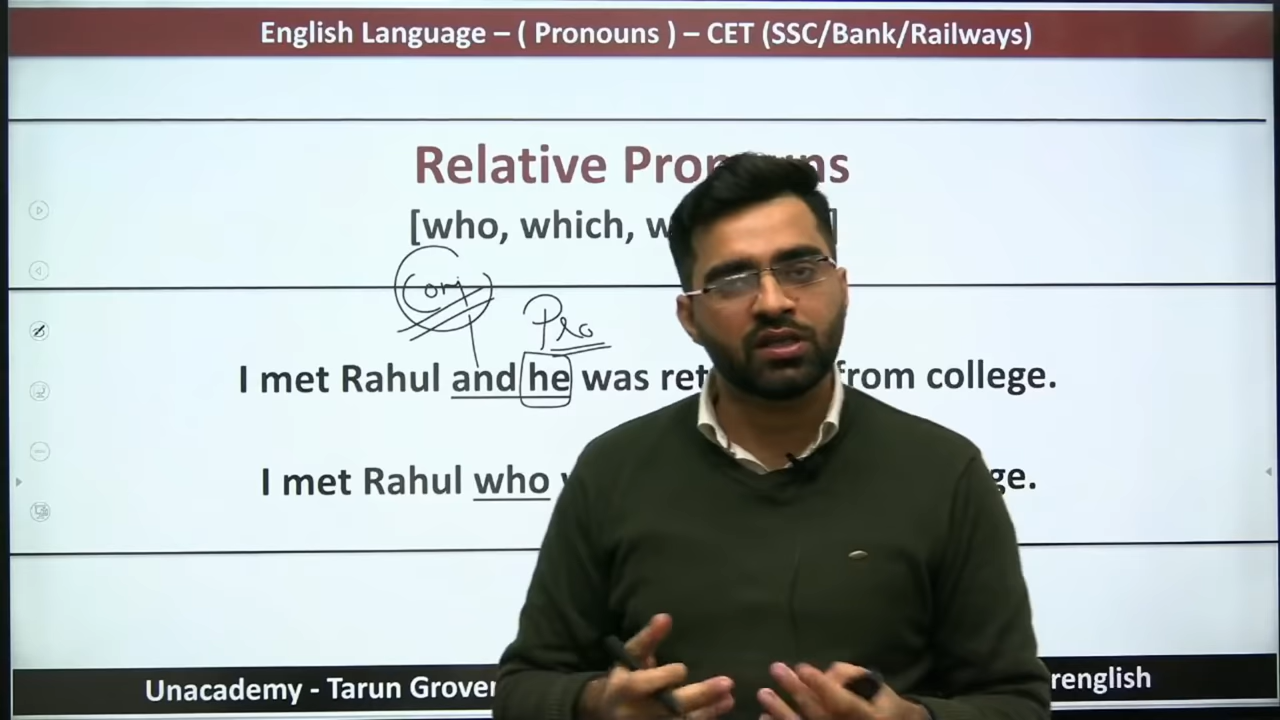 English Language – ( Pronouns ) – CET (SSC/Bank/Railways)
Relative Pronouns
[who, which, w ]
Conj
Pro
I met Rahul and he was ret from college.
I met Rahul who ge.
Unacademy - Tarun Grover renglish